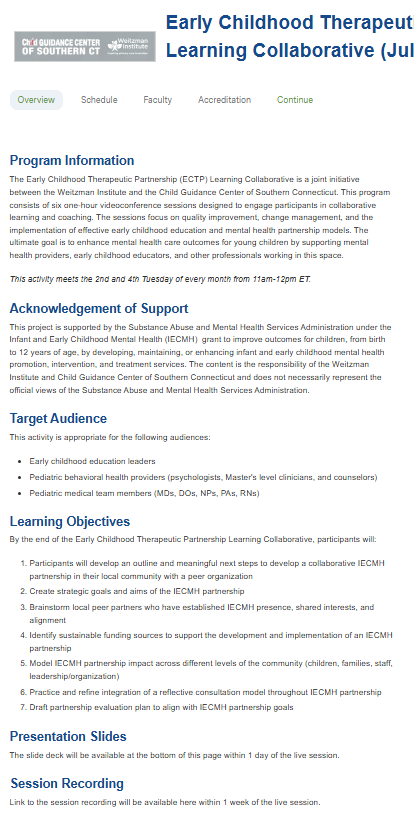 Child GUIDANCE CENTER
OF SOUTHERN CT
Weitzman
Institute
Early Childhood Therapeut
Learning Collaborative (Jul
Overview
Schedule
Faculty
Accreditation
Continue
Program Information
The Early Childhood Therapeutic Partnership (ECTP) Learning Collaborative is a joint initiative
between the Weitzman Institute and the Child Guidance Center of Southern Connecticut. This program
consists of six one-hour videoconference sessions designed to engage participants in collaborative
learning and coaching. The sessions focus on quality improvement, change management, and the
implementation of effective early childhood education and mental health partnership models. The
ultimate goal is to enhance mental health care outcomes for young children by supporting mental
health providers, early childhood educators, and other professionals working in this space.
This activity meets the 2nd and 4th Tuesday of every month from 11am-12pm ET.
Acknowledgement of Support
This project is supported by the Substance Abuse and Mental Health Services Administration under the
Infant and Early Childhood Mental Health (IECMH) grant to improve outcomes for children, from birth
to 12 years of age, by developing, maintaining, or enhancing infant and early childhood mental health
promotion, intervention, and treatment services. The content is the responsibility of the Weitzman
Institute and Child Guidance Center of Southern Connecticut and does not necessarily represent the
official views of the Substance Abuse and Mental Health Services Administration.
Target Audience
This activity is appropriate for the following audiences:
• Early childhood education leaders
• Pediatric behavioral health providers (psychologists, Master's level clinicians, and counselors)
• Pediatric medical team members (MDs, DOs, NPs, PAs, RNs)
Learning Objectives
By the end of the Early Childhood Therapeutic Partnership Learning Collaborative, participants will:
1. Participants will develop an outline and meaningful next steps to develop a collaborative IECMH
partnership in their local community with a peer organization
2. Create strategic goals and aims of the IECMH partnership
3. Brainstorm local peer partners who have established IECMH presence, shared interests, and
alignment
4. Identify sustainable funding sources to support the development and implementation of an IECMH
partnership
5. Model IECMH partnership impact across different levels of the community (children, families, staff,
leadership/organization)
6. Practice and refine integration of a reflective consultation model throughout IECMH partnership
7. Draft partnership evaluation plan to align with IECMH partnership goals
Presentation Slides
The slide deck will be available at the bottom of this page within 1 day of the live session.
Session Recording
Link to the session recording will be available here within 1 week of the live session.